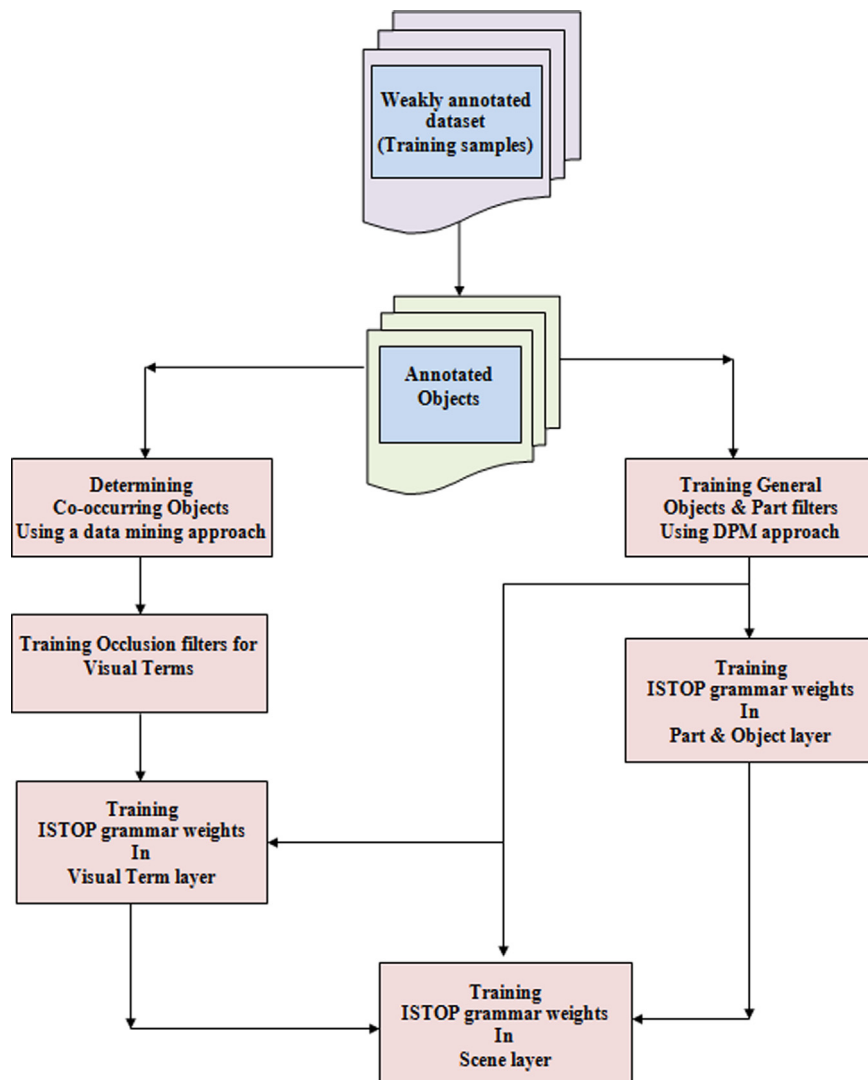 Weakly annotated
dataset
(Training samples)
Annotated
Objects
Determining
Co-occurring Objects
Using a data mining approach
Training General
Objects & Part filters
Using DPM approach
Training Occlusion filters for
Visual Terms
Training
ISTOP grammar weights
In
Part & Object layer
Training
ISTOP grammar weights
In
Visual Term layer
Training
ISTOP grammar weights
In
Scene layer